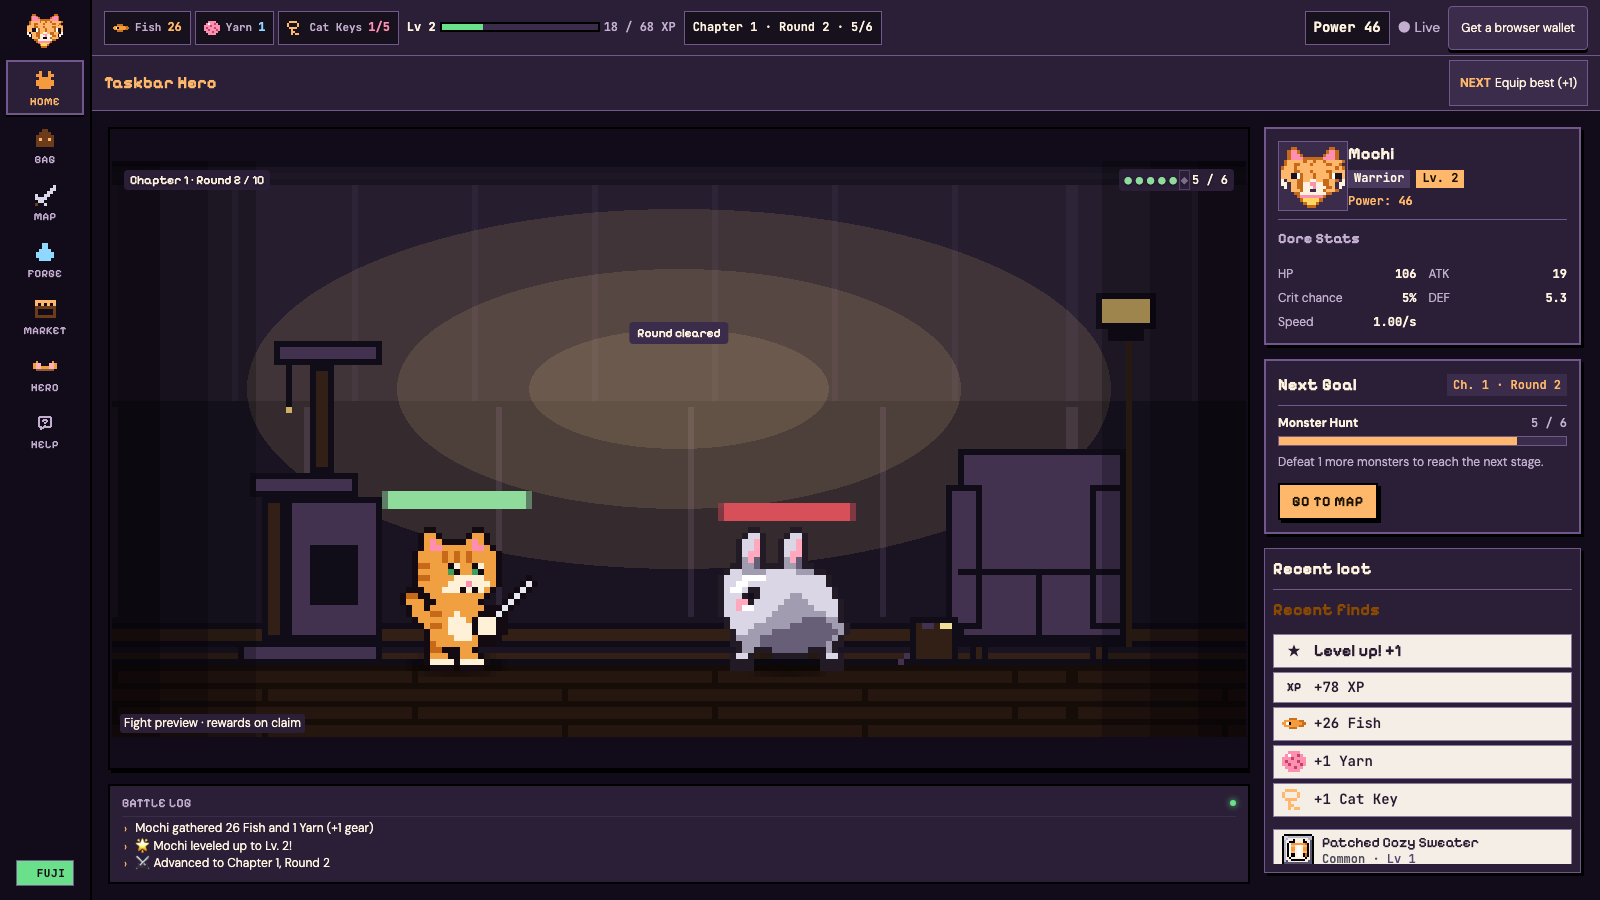 Fish 26
Yarn 1
Cat Keys 1/5
Lv 2
18 / 68 XP
Chapter 1 · Round 2 · 5/6
Power 46
Live
Get a browser wallet
HOME
BAG
MAP
FORGE
MARKET
HERO
HELP
FUJI
Taskbar Hero
NEXT Equip best (+1)
Chapter 1 · Round 2 / 10
5 / 6
Round cleared
Fight preview · rewards on claim
BATTLE LOG
› Mochi gathered 26 Fish and 1 Yarn (+1 gear)
› 🌟 Mochi leveled up to Lv. 2!
› ⚔️ Advanced to Chapter 1, Round 2
Mochi
Warrior
Lv. 2
Power: 46
Core Stats
HP 106 ATK 19
Crit chance 5% DEF 5.3
Speed 1.00/s
Next Goal
Ch. 1 · Round 2
Monster Hunt 5 / 6
Defeat 1 more monsters to reach the next stage.
GO TO MAP
Recent loot
Recent finds
★ Level up! +1
XP +78 XP
+26 Fish
+1 Yarn
+1 Cat Key
Patched Cozy Sweater
Common · Lv 1